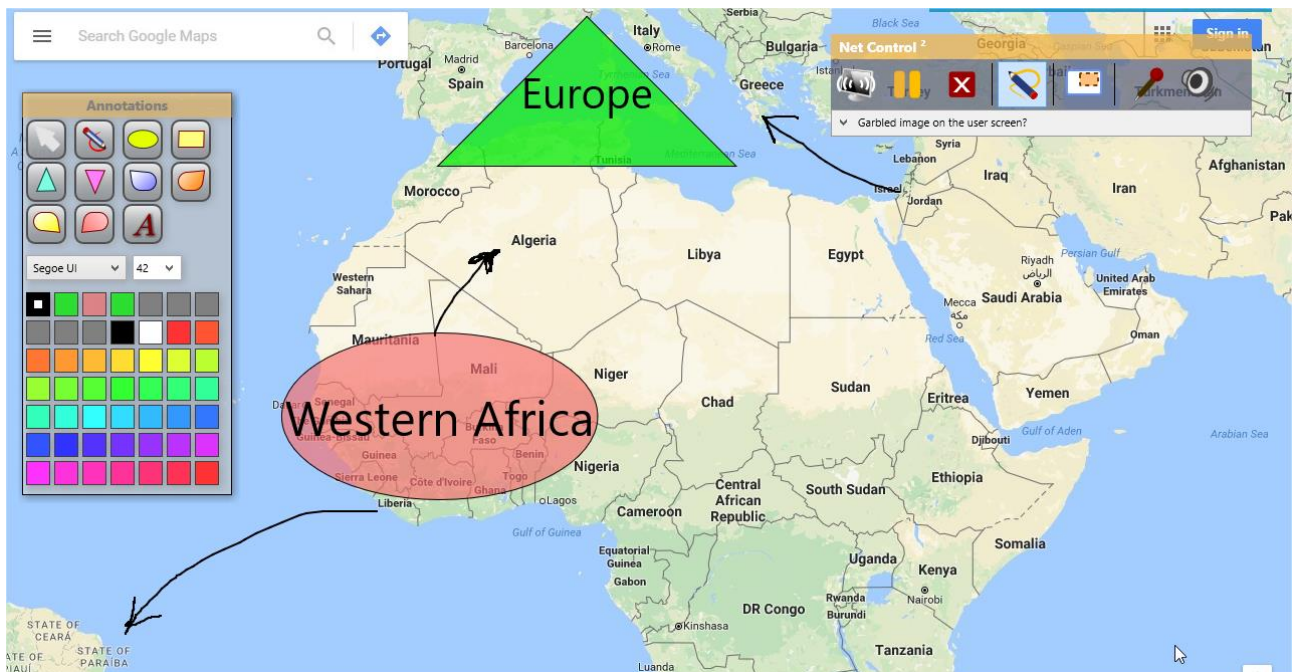 Search Google Maps
Sign in
Net Control 2
Garbled image on the user screen?
Annotations
Segoe UI
42
A
Europe
Western Africa
Serbia
Black Sea
Italy
Rome
Barcelona
Bulgaria
Georgia
Portugal
Madrid
Spain
Tyrrhenian Sea
Greece
Tunisia
Mediterranean Sea
Syria
Lebanon
Israel
Jordan
Iraq
Iran
Afghanistan
Morocco
Algeria
Libya
Egypt
Persian Gulf
Riyadh
الرياض
United Arab
Emirates
Western
Sahara
Mecca
مكة
Saudi Arabia
Red Sea
Oman
Mauritania
Mali
Niger
Chad
Sudan
Eritrea
Yemen
Senegal
Guinea-Bissau
Burkina
Faso
Guinea
Benin
Sierra Leone
Côte d'Ivoire
Togo
Ghana
Nigeria
Lagos
Liberia
Gulf of Guinea
Djibouti
Gulf of Aden
Arabian Sea
Central
African
Republic
South Sudan
Ethiopia
Cameroon
Somalia
Equatorial
Guinea
Gabon
Uganda
Kenya
Nairobi
Rwanda
Burundi
DR Congo
Kinshasa
Tanzania
Luanda
STATE OF
CEARÁ
STATE OF
PARAÍBA